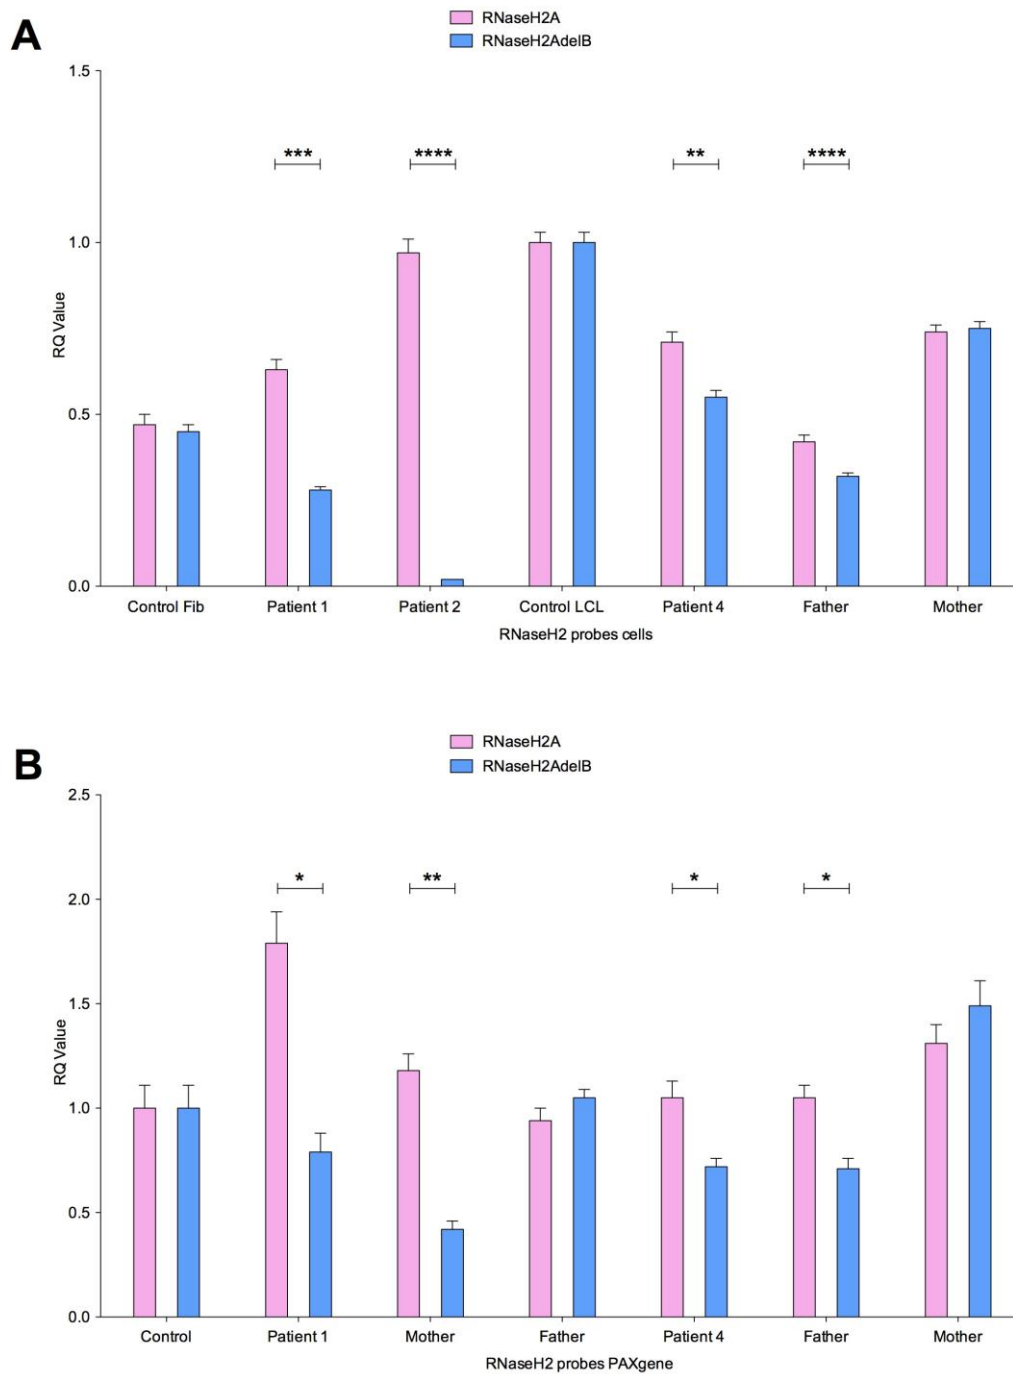 A
RNaseH2A
RNaseH2AdelB
1.5
1.0
0.5
0.0
RQ Value
*** **** ** ****
Control Fib Patient 1 Patient 2 Control LCL Patient 4 Father Mother
RNaseH2 probes cells
B
RNaseH2A
RNaseH2AdelB
2.5
2.0
1.5
1.0
0.5
0.0
RQ Value
* ** * *
Control Patient 1 Mother Father Patient 4 Father Mother
RNaseH2 probes PAXgene